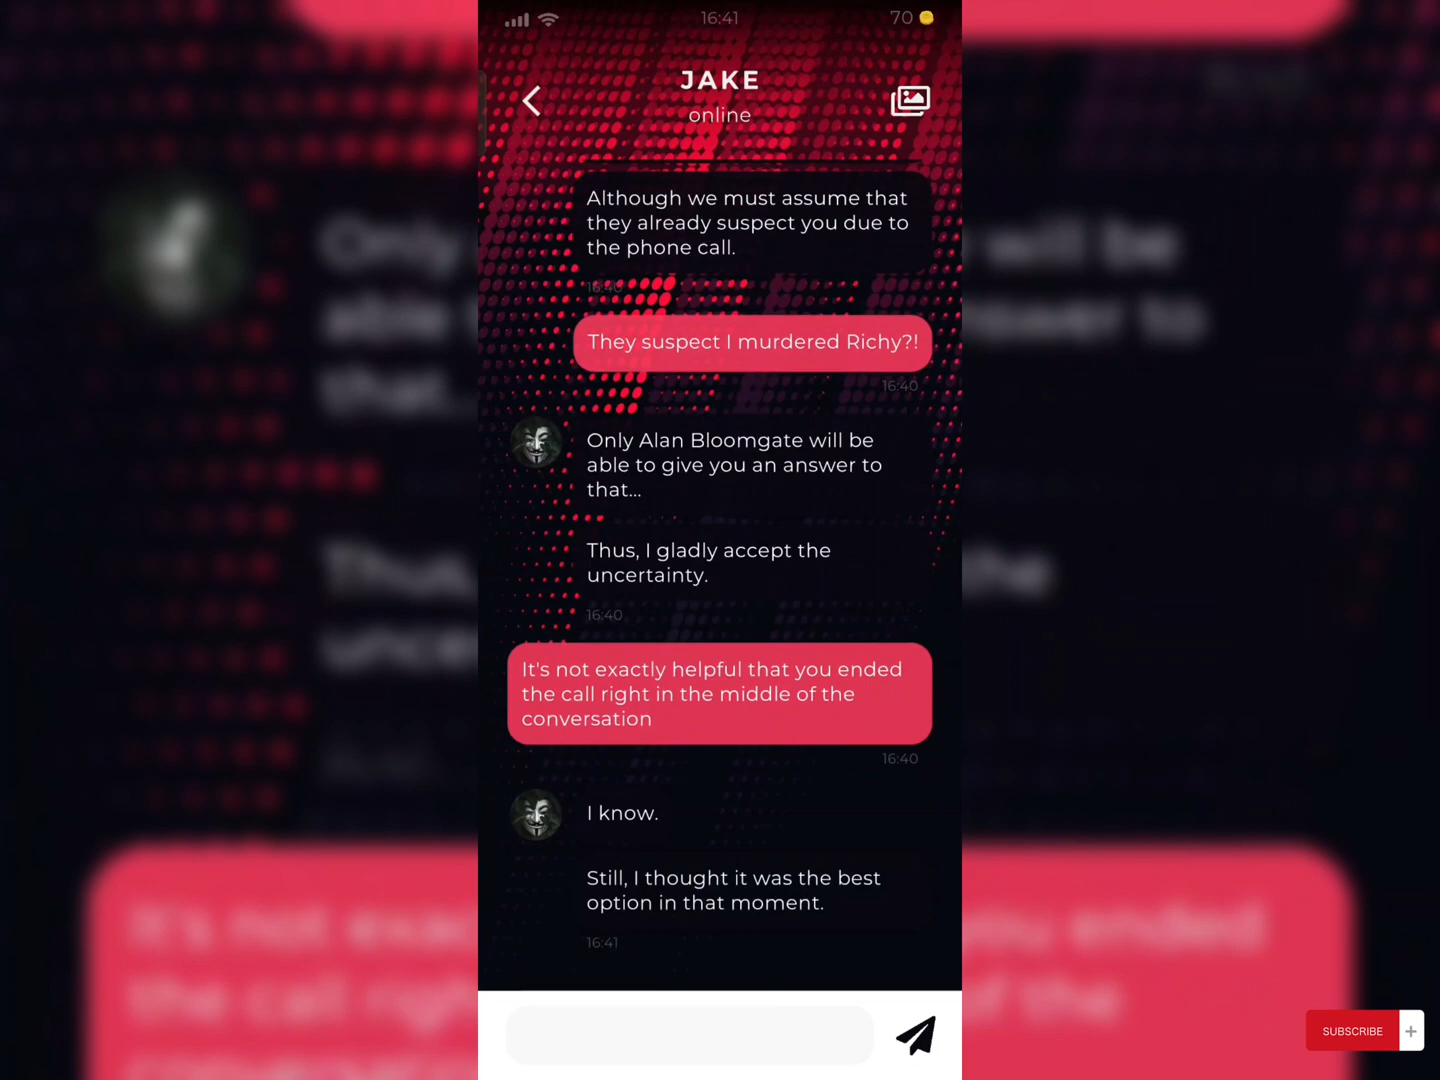 16:41
70
JAKE
online
Although we must assume that
they already suspect you due to
the phone call.
16:40
They suspect I murdered Richy?!
16:40
Only Alan Bloomgate will be
able to give you an answer to
that...
Thus, I gladly accept the
uncertainty.
16:40
It's not exactly helpful that you ended
the call right in the middle of the
conversation
16:40
I know.
Still, I thought it was the best
option in that moment.
16:41
SUBSCRIBE